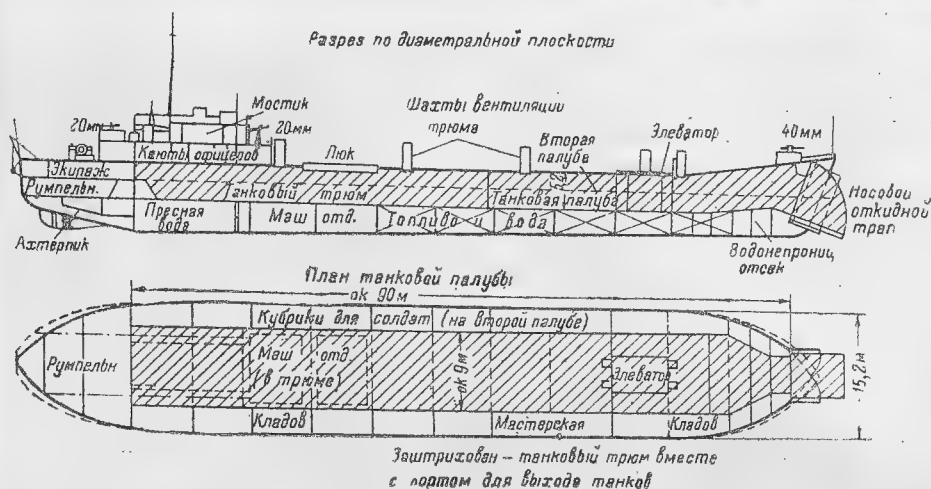 Разрез по диаметральной плоскости
Мостик
Шахты вентиляции
трюма
20мм
20мм
Вторая
палуба
Элеватор
40мм
Каюты офицеров
Люк
Экипаж
Румпельн.
Танковый трюм
Танковая палуба
Носовой
откидной
трап
Пресная
вода
Маш отд.
Топливо и
вода
Ахтерпик
Водонепрониц
отсек
План танковой палубы
ок 90м
Кубрики для солдат (на второй палубе)
Румпельн
Маш отд.
(в трюме)
ок 9м
Элеватор
15,2м
Кладов
Мастерская
Кладов
Заштрихован – танковый трюм вместе
с портом для выхода танков